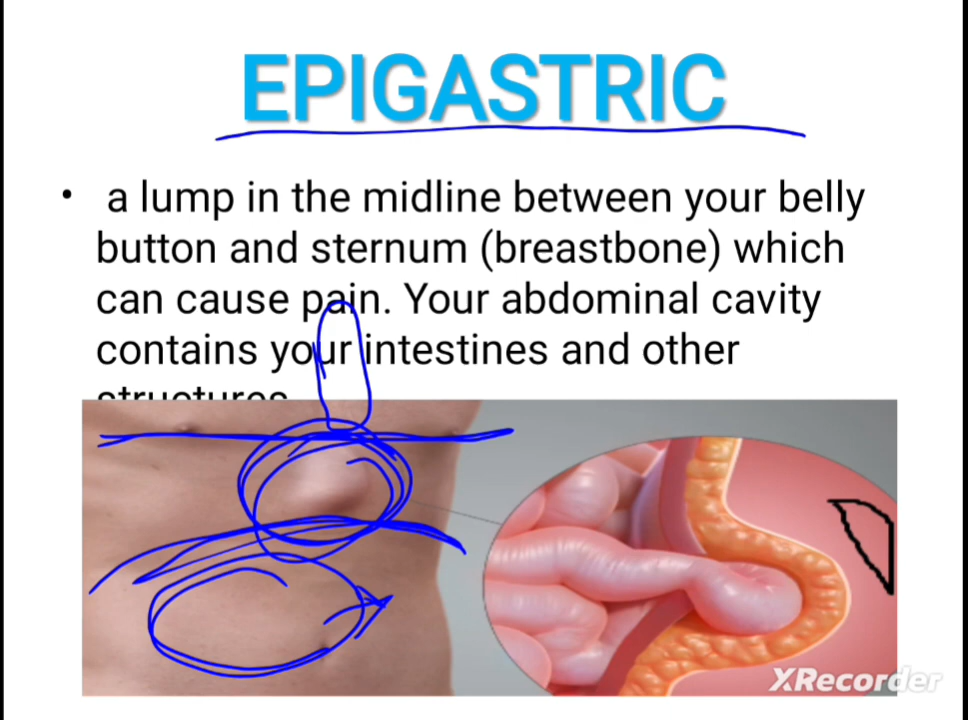 EPIGASTRIC
• a lump in the midline between your belly
button and sternum (breastbone) which
can cause pain. Your abdominal cavity
contains your intestines and other
structures
XRecorder